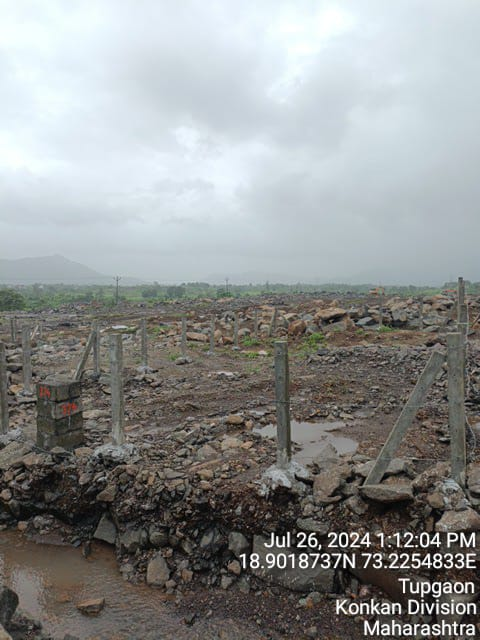 Jul 26, 2024 1:12:04 PM
18.9018737N 73.2254833E
Tupgaon
Konkan Division
Maharashtra